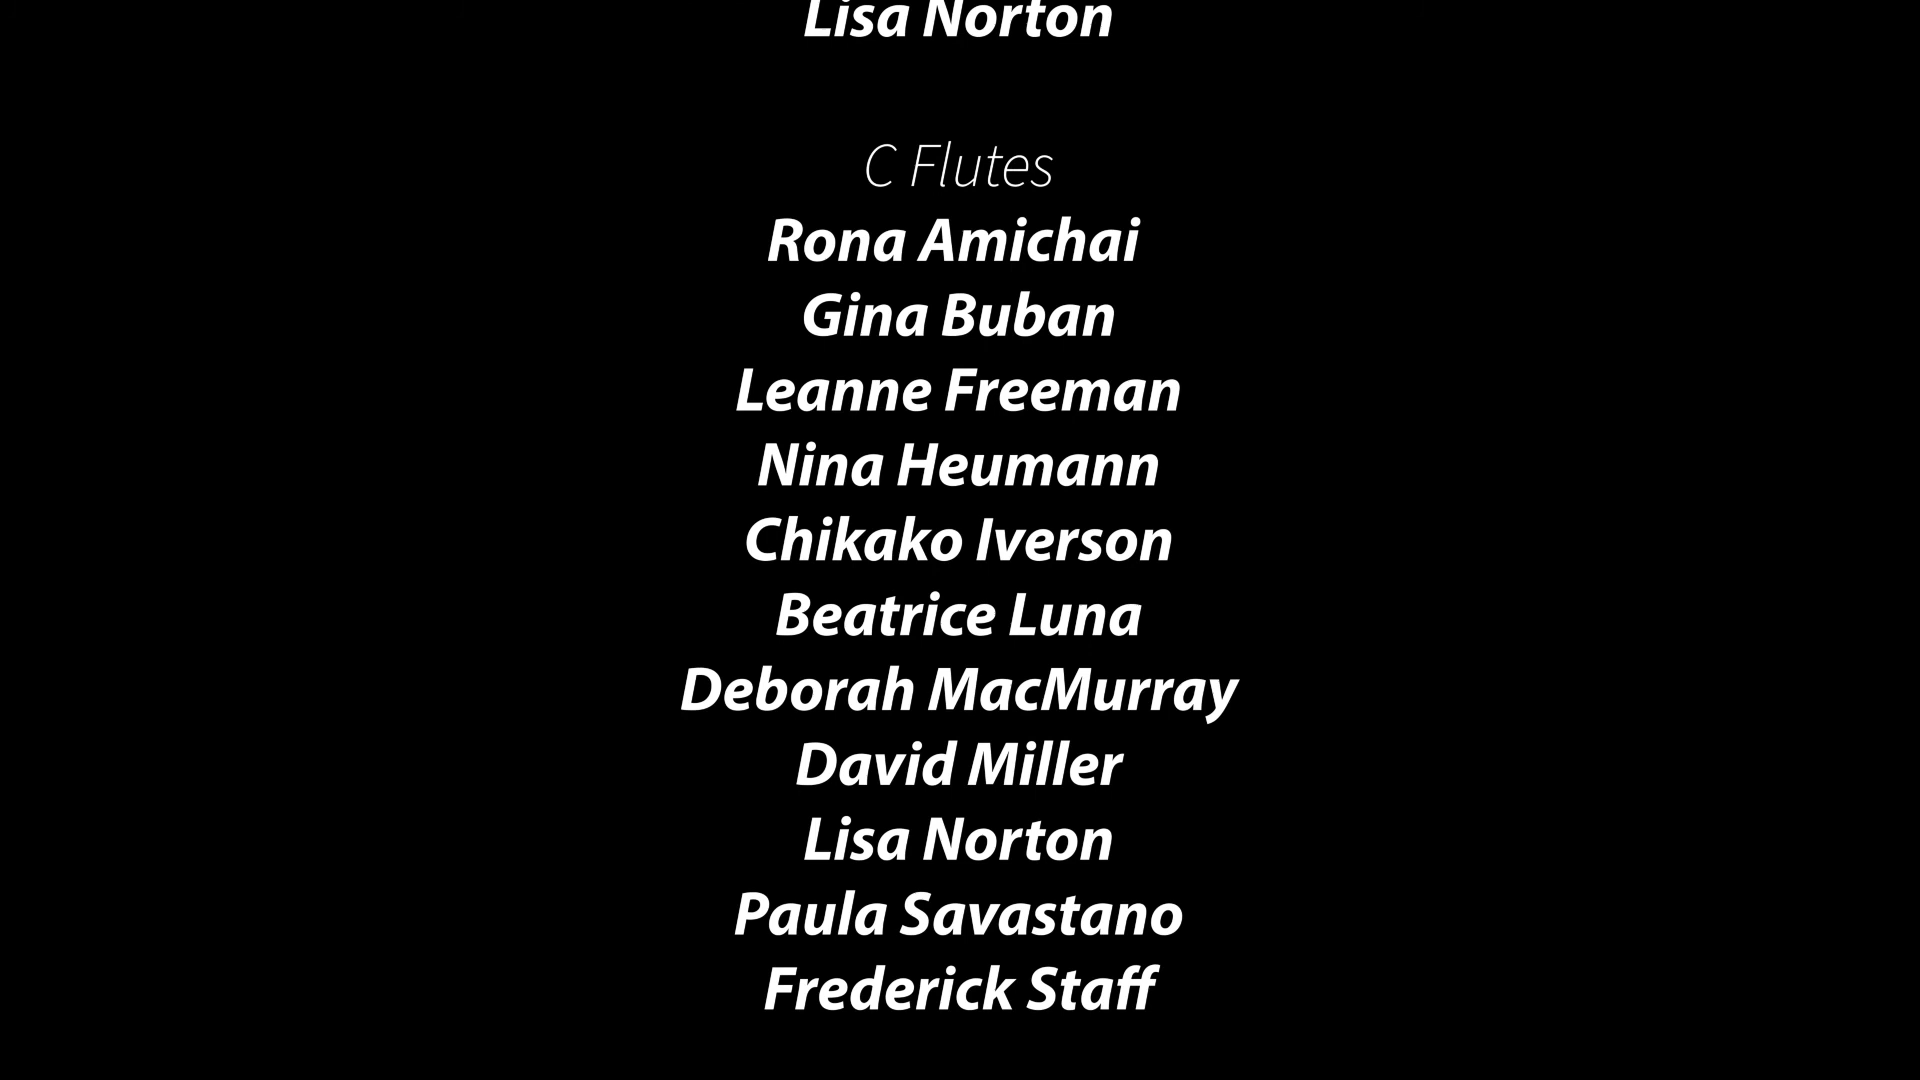 Lisa Norton
C Flutes
Rona Amichai
Gina Buban
Leanne Freeman
Nina Heumann
Chikako Iverson
Beatrice Luna
Deborah MacMurray
David Miller
Lisa Norton
Paula Savastano
Frederick Staff